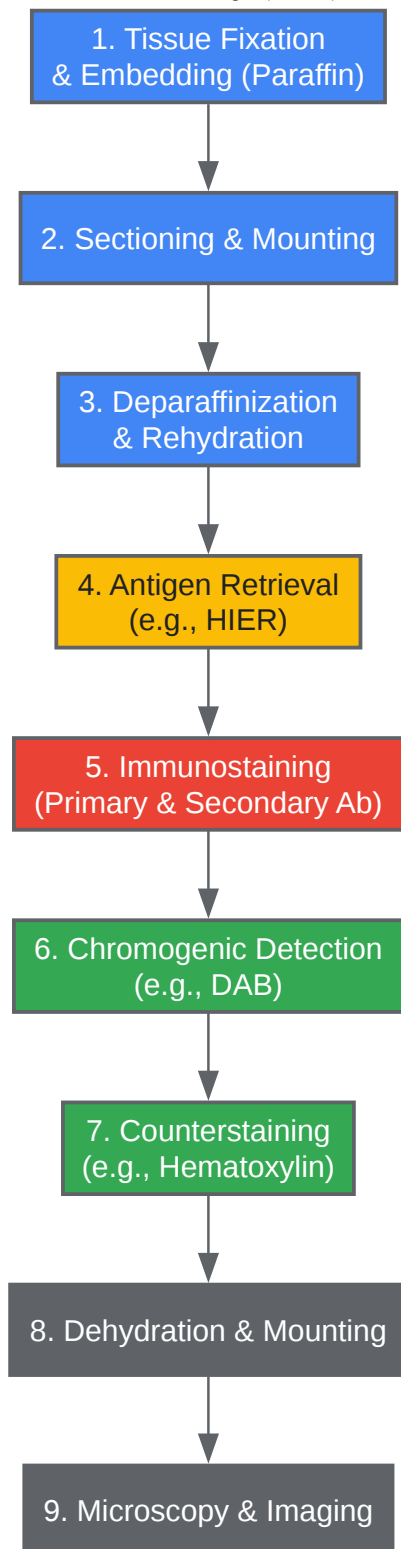 1. Tissue Fixation
& Embedding (Paraffin)
2. Sectioning & Mounting
3. Deparaffinization
& Rehydration
4. Antigen Retrieval
(e.g., HIER)
5. Immunostaining
(Primary & Secondary Ab)
6. Chromogenic Detection
(e.g., DAB)
7. Counterstaining
(e.g., Hematoxylin)
8. Dehydration & Mounting
9. Microscopy & Imaging